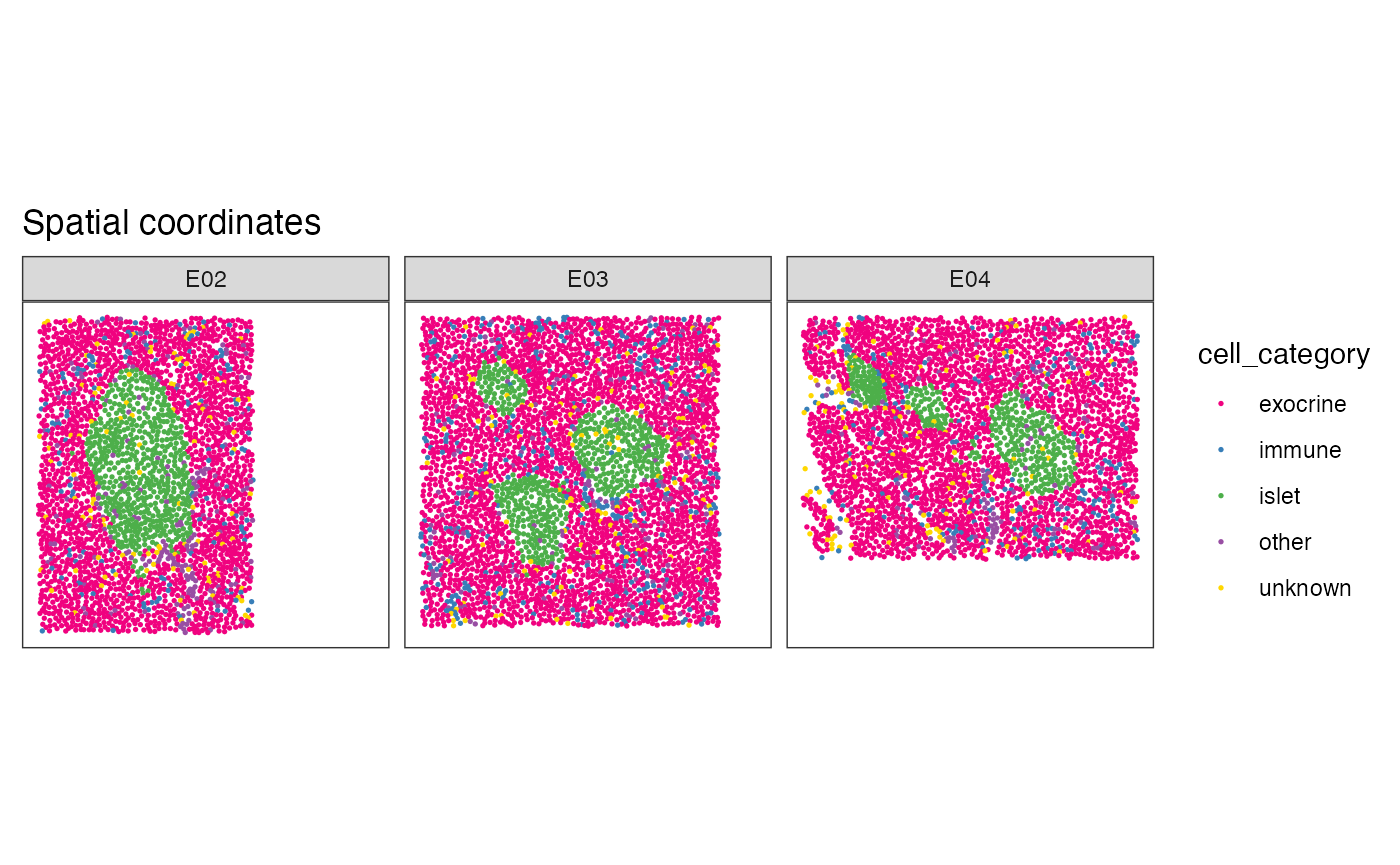 Spatial coordinates
E02
E03
E04
cell_category
exocrine
immune
islet
other
unknown